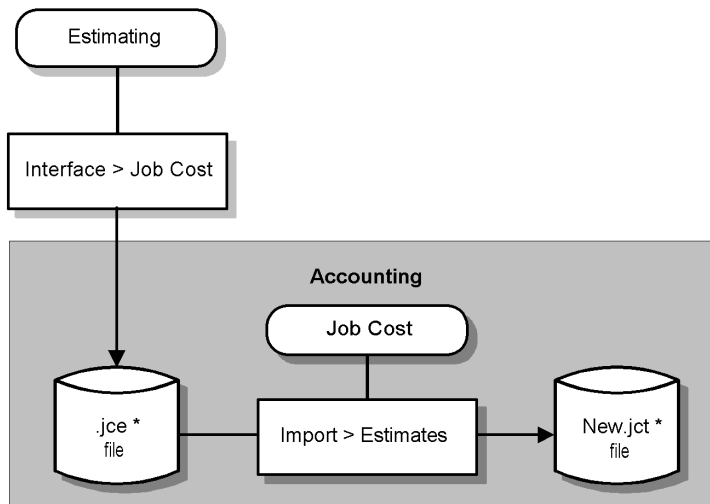 Estimating
Interface > Job Cost
Accounting
Job Cost
.jce *
file
Import > Estimates
New.jct *
file